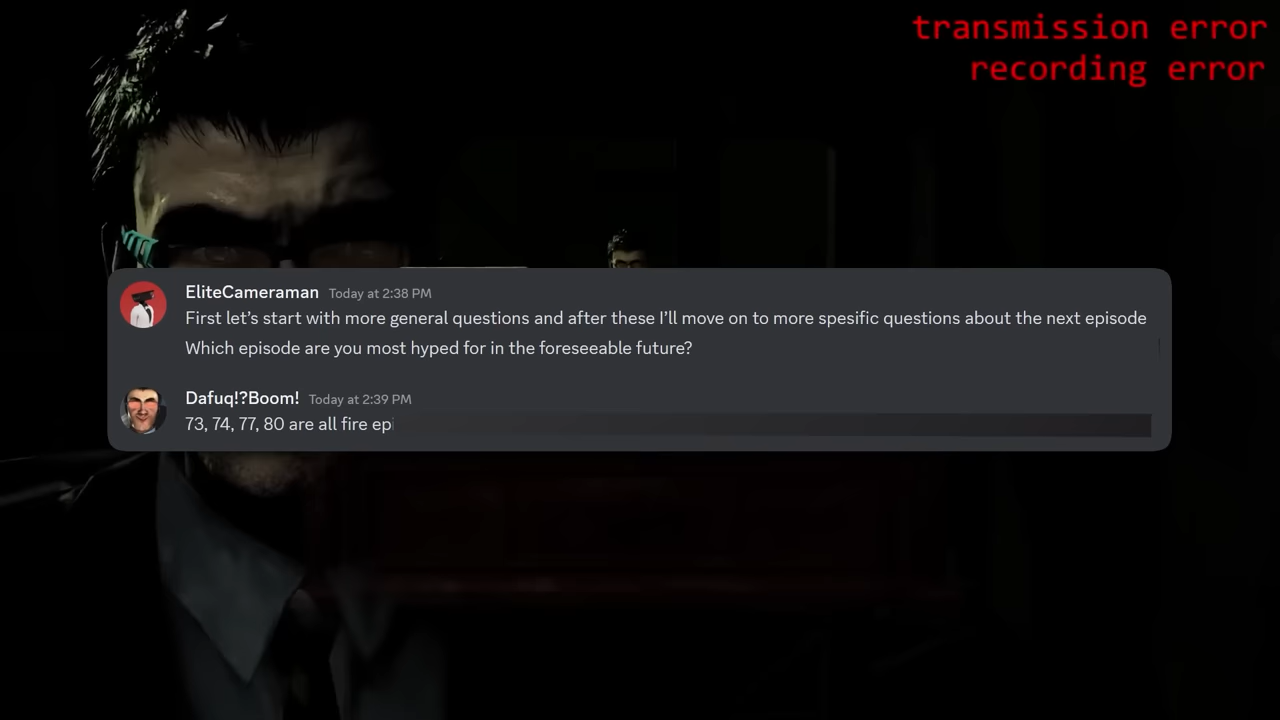 transmission error
recording error
EliteCameraman Today at 2:38 PM
First let’s start with more general questions and after these I’ll move on to more spesific questions about the next episode
Which episode are you most hyped for in the foreseeable future?
Dafuq!?Boom! Today at 2:39 PM
73, 74, 77, 80 are all fire epi